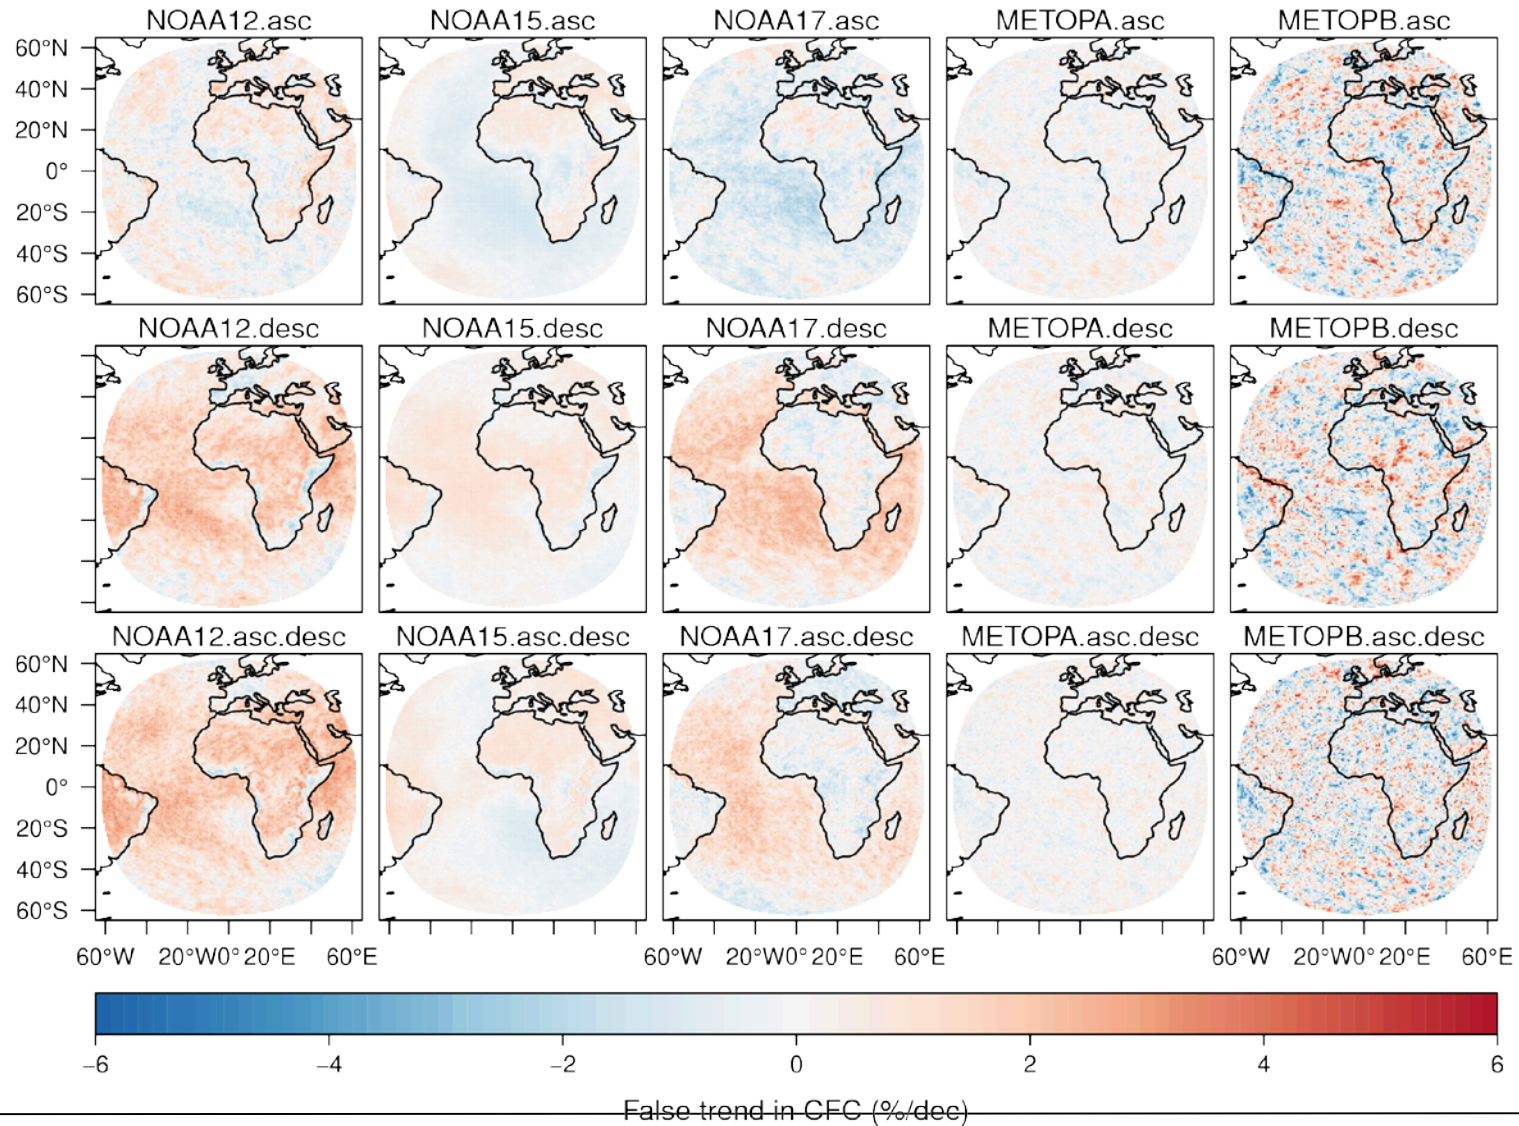 NOAA12.asc NOAA15.asc NOAA17.asc METOPA.asc METOPB.asc
60°N
40°N
20°N
0°
20°S
40°S
60°S
NOAA12.desc NOAA15.desc NOAA17.desc METOPA.desc METOPB.desc
NOAA12.asc.desc NOAA15.asc.desc NOAA17.asc.desc METOPA.asc.desc METOPB.asc.desc
60°N
40°N
20°N
0°
20°S
40°S
60°S
60°W 20°W 0° 20°E 60°E 60°W 20°W 0° 20°E 60°E 60°W 20°W 0° 20°E 60°E
−6 −4 −2 0 2 4 6
False trend in CFC (%/dec)